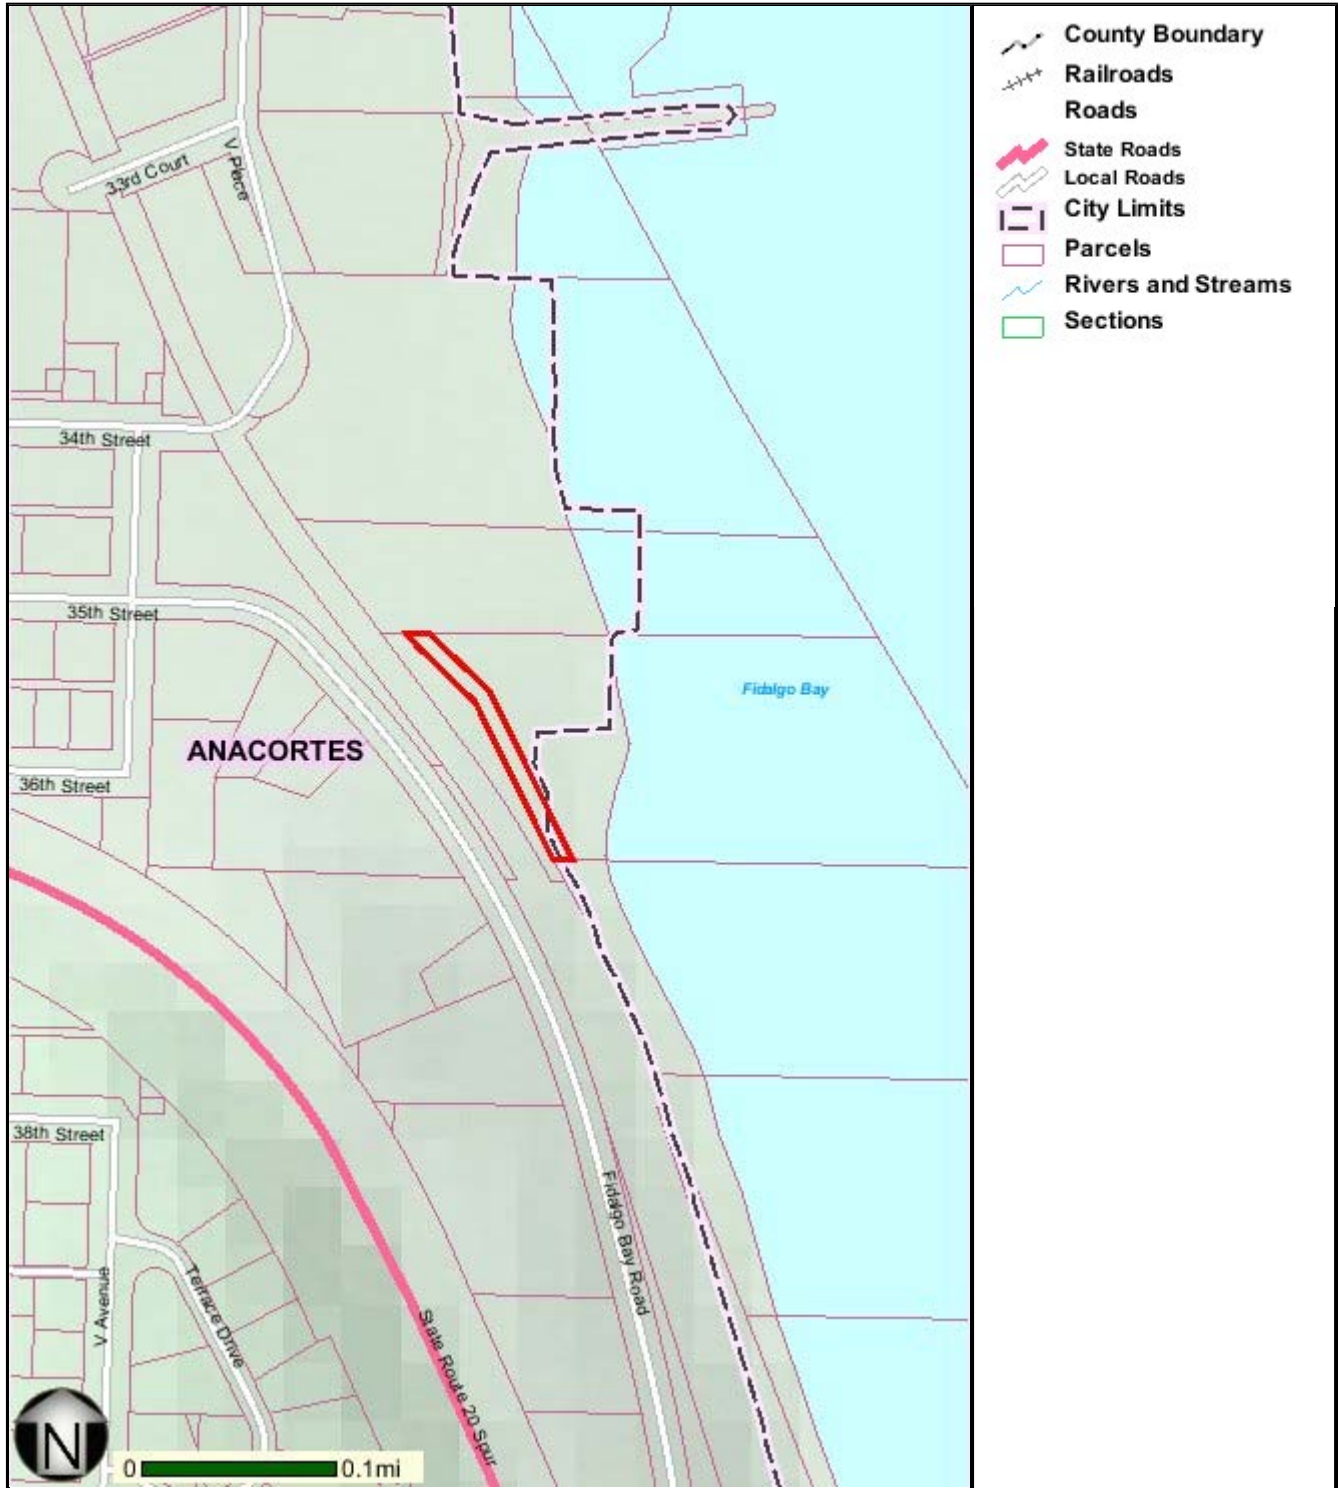 33rd Court
V Place
34th Street
35th Street
Fidalgo Bay
ANACORTES
36th Street
38th Street
Fidalgo Bay Road
V Avenue
Terrace Drive
State Route 20 Spur
N
0 0.1mi
County Boundary
Railroads
Roads
State Roads
Local Roads
City Limits
Parcels
Rivers and Streams
Sections